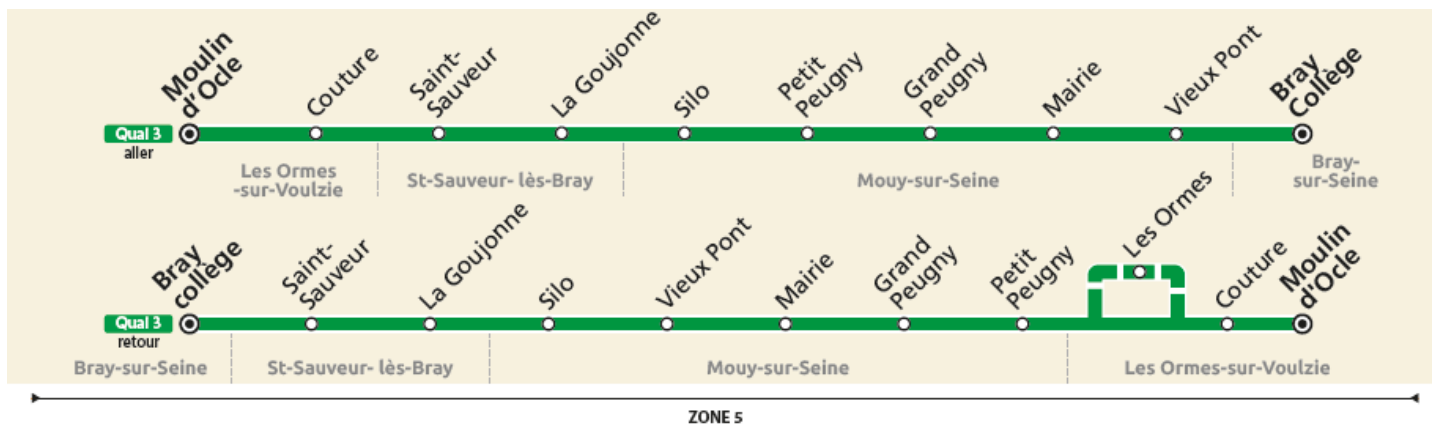 Moulin
d'Ocle
Couture
Saint-
Sauveur
La Goujonne
Silo
Petit
Peugny
Grand
Peugny
Mairie
Vieux Pont
Bray
Collège
Qual 3
aller
Les Ormes
-sur-Voulzie
St-Sauveur- lès-Bray
Mouy-sur-Seine
Bray-
sur-Seine
Bray
collège
Saint-
Sauveur
La Goujonne
Silo
Vieux Pont
Mairie
Grand
Peugny
Petit
Peugny
Les Ormes
Couture
Moulin
d'Ocle
Qual 3
retour
Bray-sur-Seine
St-Sauveur- lès-Bray
Mouy-sur-Seine
Les Ormes-sur-Voulzie
ZONE 5